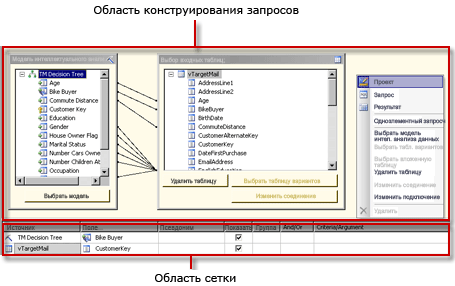 Область конструирования запросов
Модель интеллектуального анализа
TM Decision Tree
Age
Bike Buyer
Commute Distance
Customer Key
Education
Gender
House Owner Flag
Marital Status
Number Cars Owned
Number Children At
Occupation
Выбрать модель
Выбор входных таблиц
vTargetMail
AddressLine1
AddressLine2
Age
BikeBuyer
BirthDate
CommuteDistance
CustomerAlternateKey
CustomerKey
DateFirstPurchase
EmailAddress
EnglishEducation
Удалить таблицу
Выбрать таблицу вариантов
Изменить соединение
Проект
Запрос
Результат
Одноэлементный запрос
Выбрать модель
интел. анализа данных
Выбрать табл. вариантов
Выбрать вложенную
таблицу
Удалить таблицу
Изменить соединение
Изменить подключение
Удалить
Источник Поле Псевдоним Показать Группа And/Or Criteria/Argument
TM Decision Tree Bike Buyer
vTargetMail CustomerKey
Область сетки